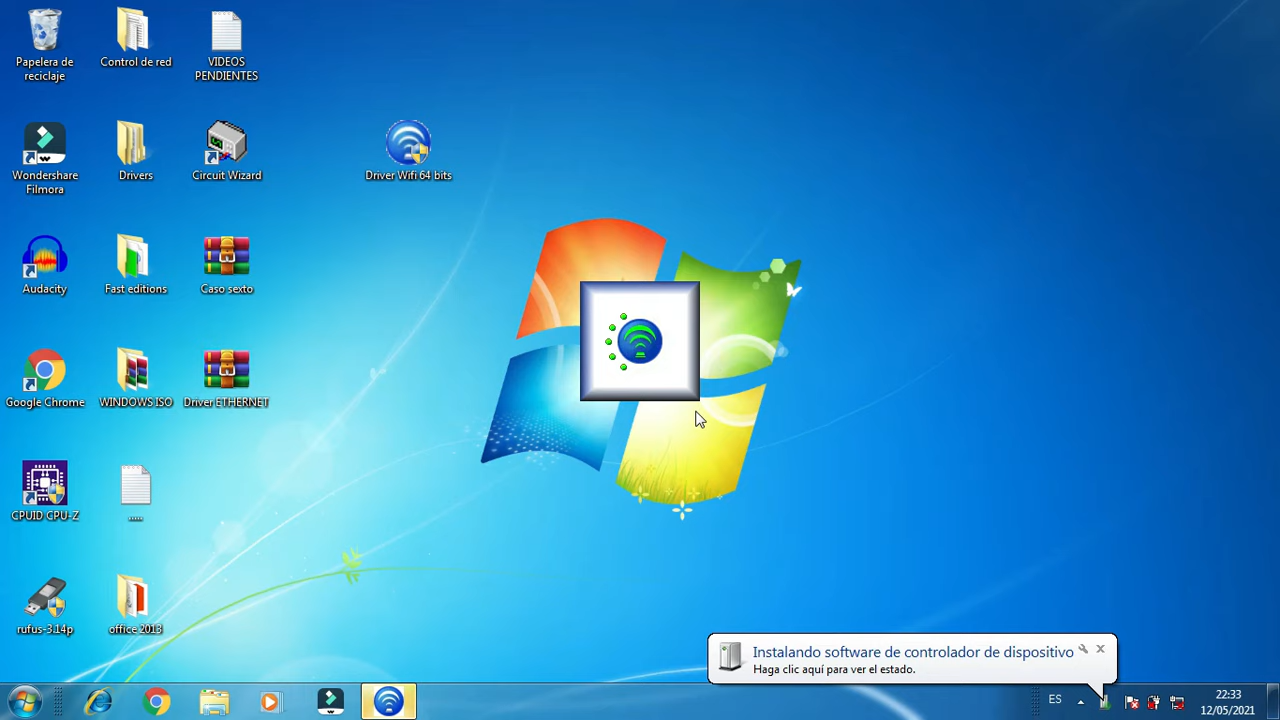 Papelera de
reciclaje
Control de red
VIDEOS
PENDIENTES
Wondershare
Filmora
Drivers
Circuit Wizard
Driver Wifi 64 bits
Audacity
Fast editions
Caso sexto
Google Chrome
WINDOWS ISO
Driver ETHERNET
CPUID CPU-Z
.....
rufus-3.14p
office 2013
Instalando software de controlador de dispositivo
Haga clic aquí para ver el estado.
ES
22:33
12/05/2021